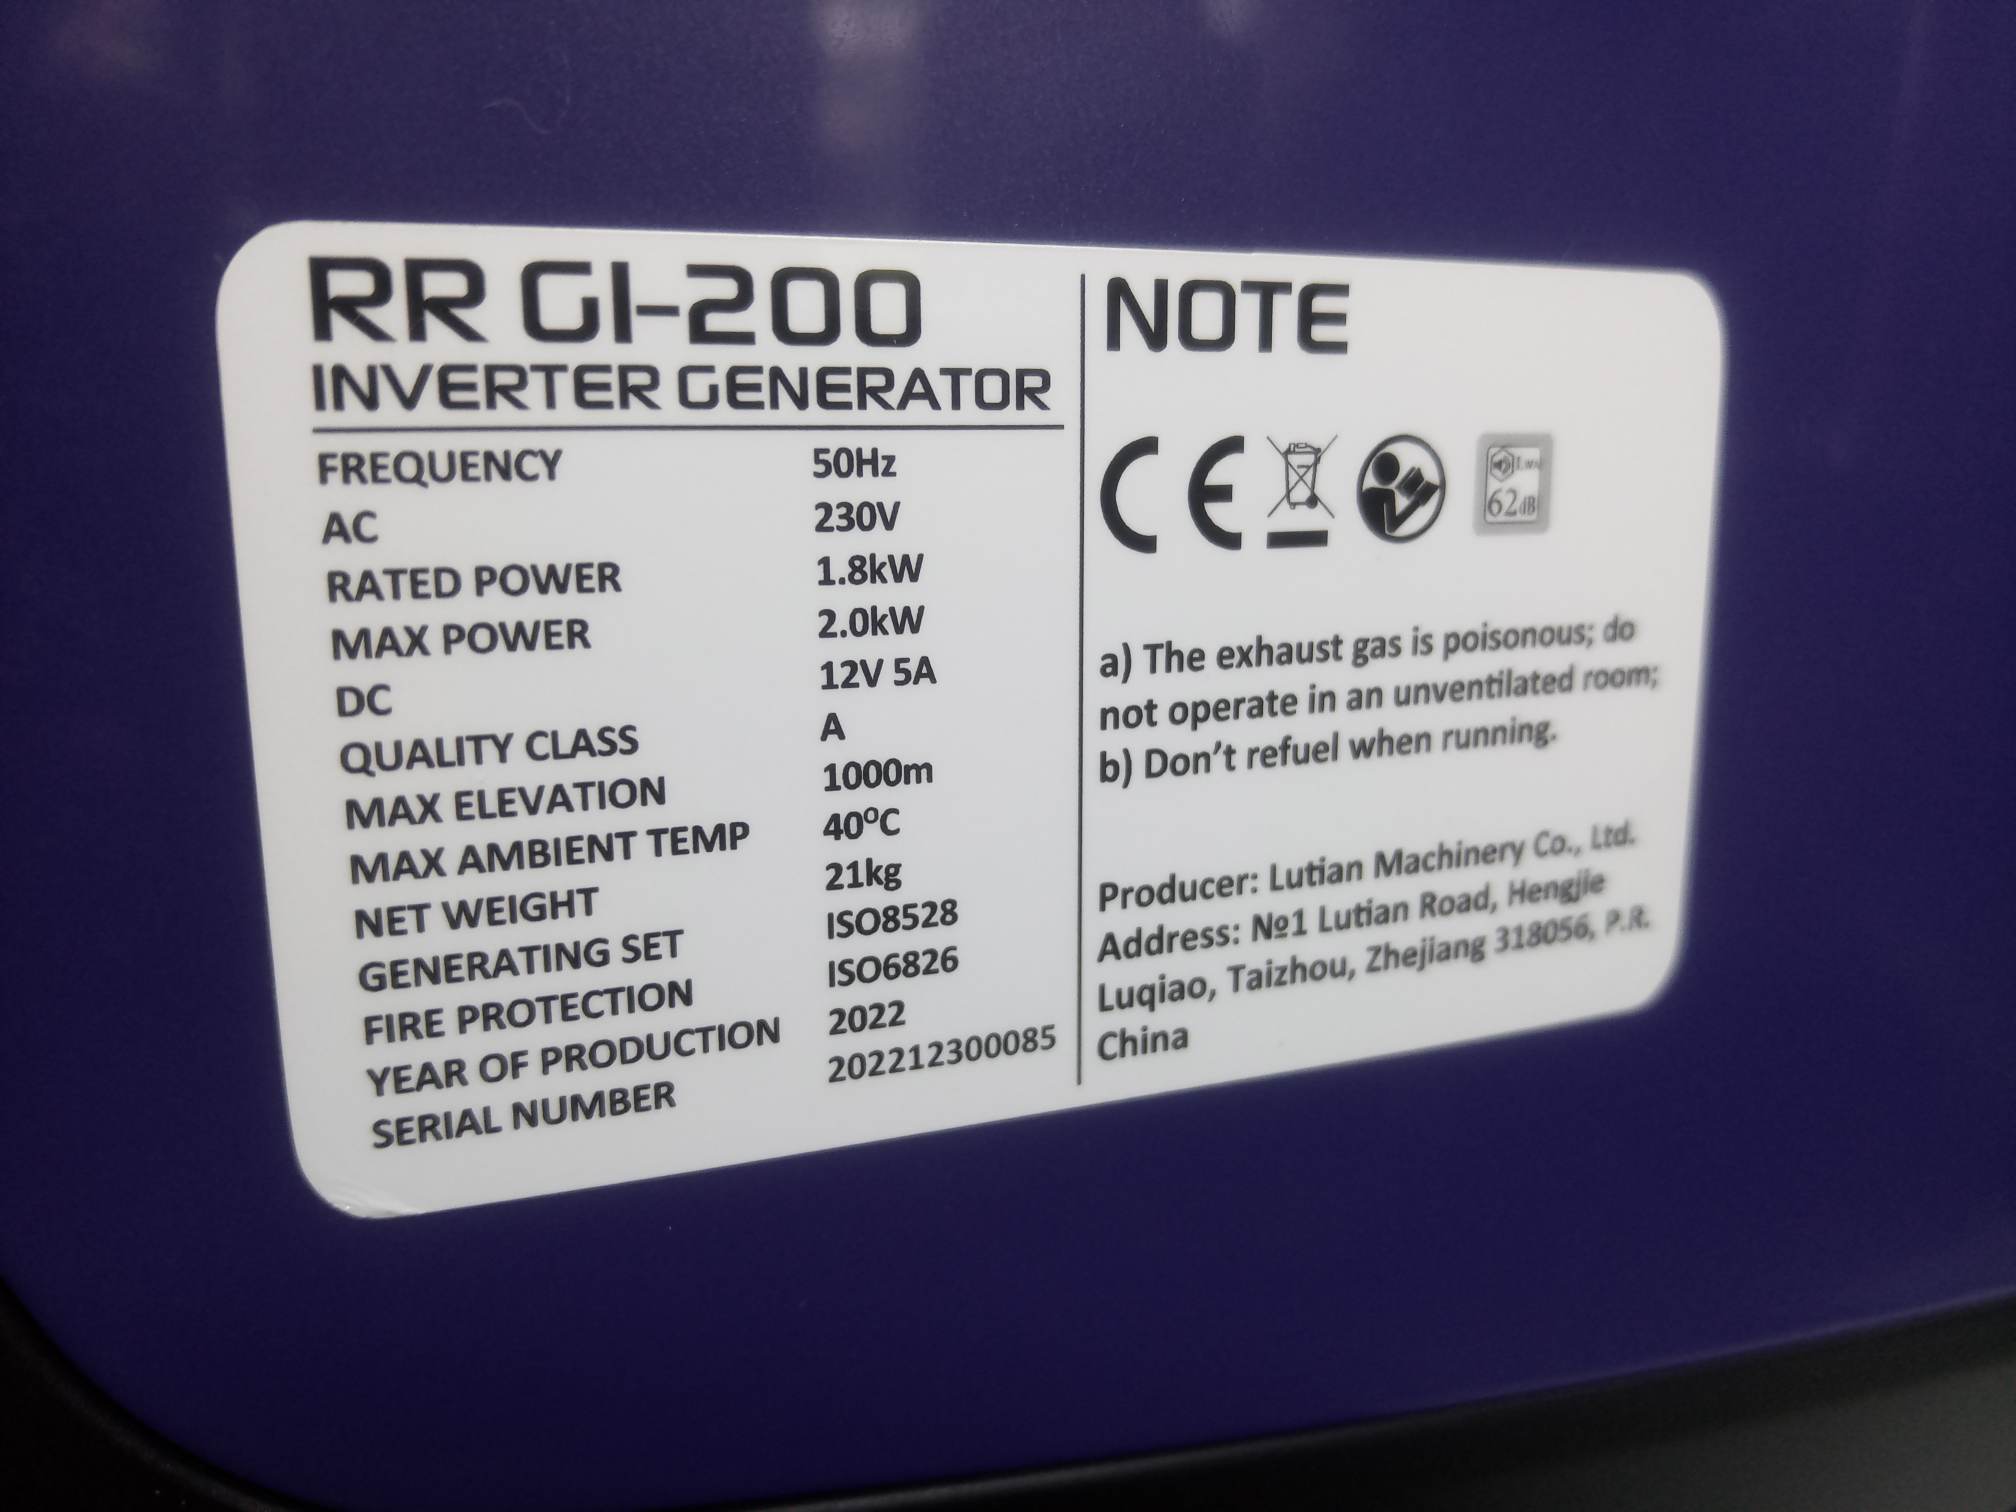 RR GI-200
INVERTER GENERATOR
FREQUENCY 50Hz
AC 230V
RATED POWER 1.8kW
MAX POWER 2.0kW
DC 12V 5A
QUALITY CLASS A
MAX ELEVATION 1000m
MAX AMBIENT TEMP 40ºC
NET WEIGHT 21kg
GENERATING SET ISO8528
FIRE PROTECTION ISO6826
YEAR OF PRODUCTION 2022
SERIAL NUMBER 202212300085
NOTE
CE
62dB
a) The exhaust gas is poisonous; do
not operate in an unventilated room;
b) Don't refuel when running.
Producer: Lutian Machinery Co., Ltd.
Address: №1 Lutian Road, Hengjie
Luqiao, Taizhou, Zhejiang 318056, P.R.
China